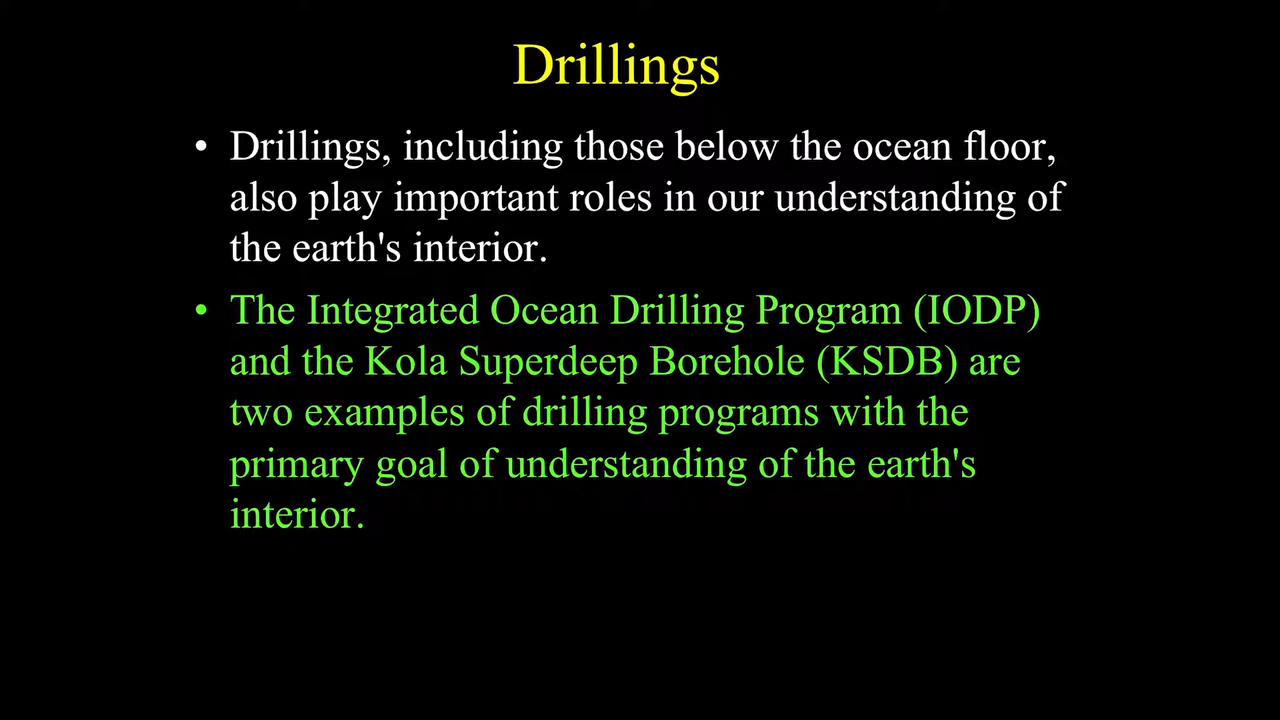 Drillings
• Drillings, including those below the ocean floor,
also play important roles in our understanding of
the earth's interior.
• The Integrated Ocean Drilling Program (IODP)
and the Kola Superdeep Borehole (KSDB) are
two examples of drilling programs with the
primary goal of understanding of the earth's
interior.